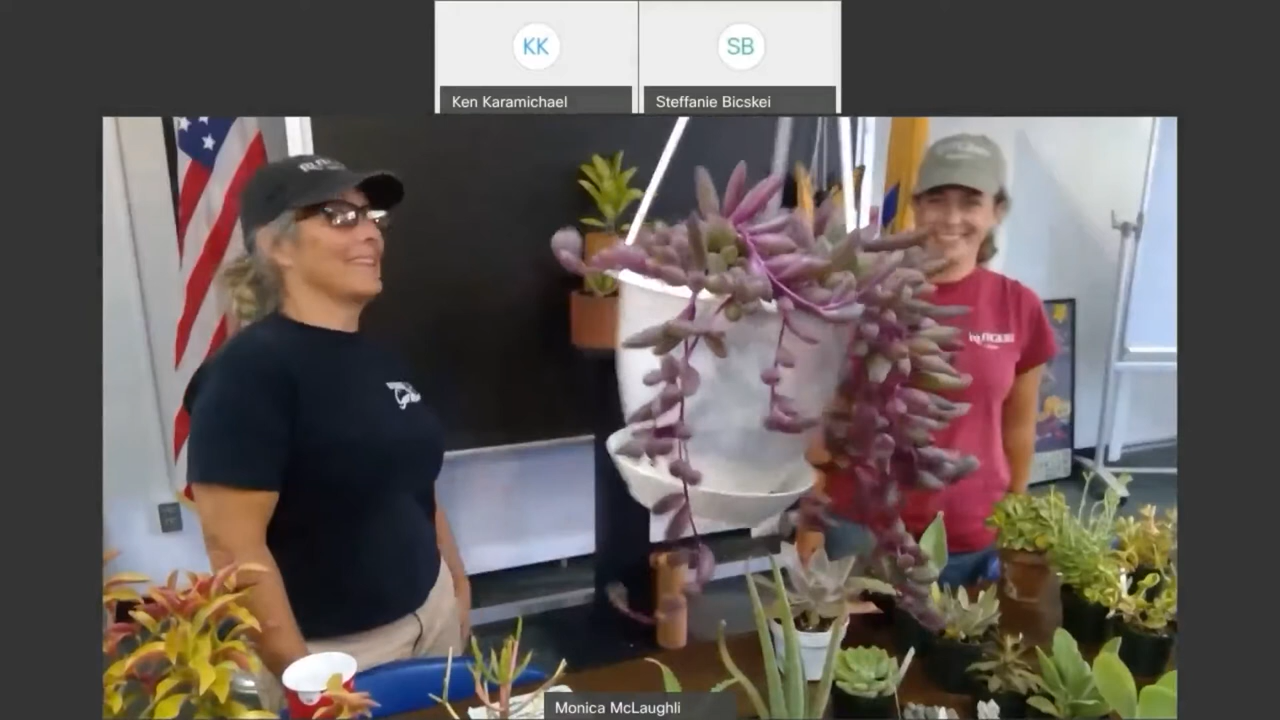 KK
SB
Ken Karamichael
Steffanie Bicskei
Monica McLaughli